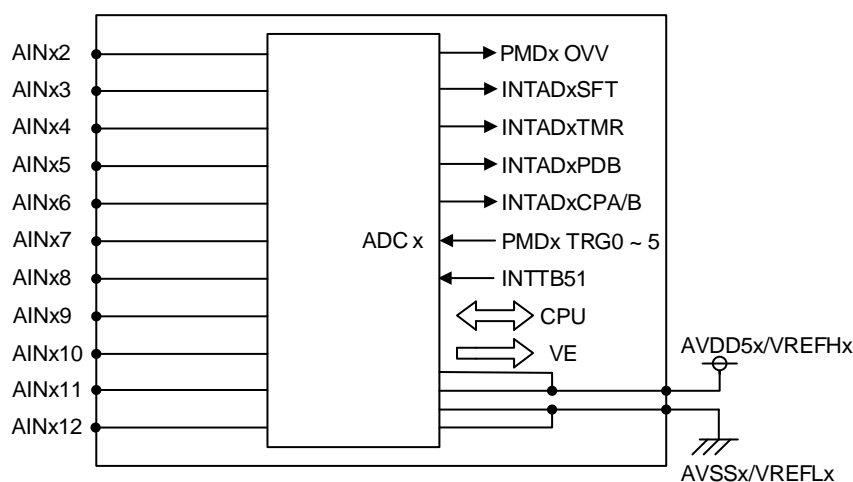 AINx2
AINx3
AINx4
AINx5
AINx6
AINx7
AINx8
AINx9
AINx10
AINx11
AINx12
ADC x
PMDx OVV
INTADxSFT
INTADxTMR
INTADxPDB
INTADxCPA/B
PMDx TRG0 ~ 5
INTTB51
CPU
VE
AVDD5x/VREFHx
AVSSx/VREFLx